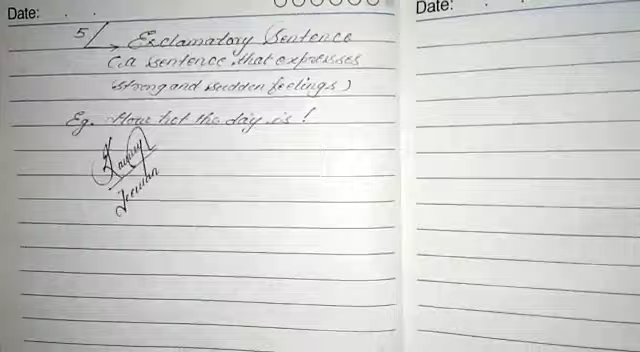 Date:
Date:
5/ → Exclamatory Sentence
(a sentence that expresses
strong and sudden feelings)
Eg. How hot the day is !